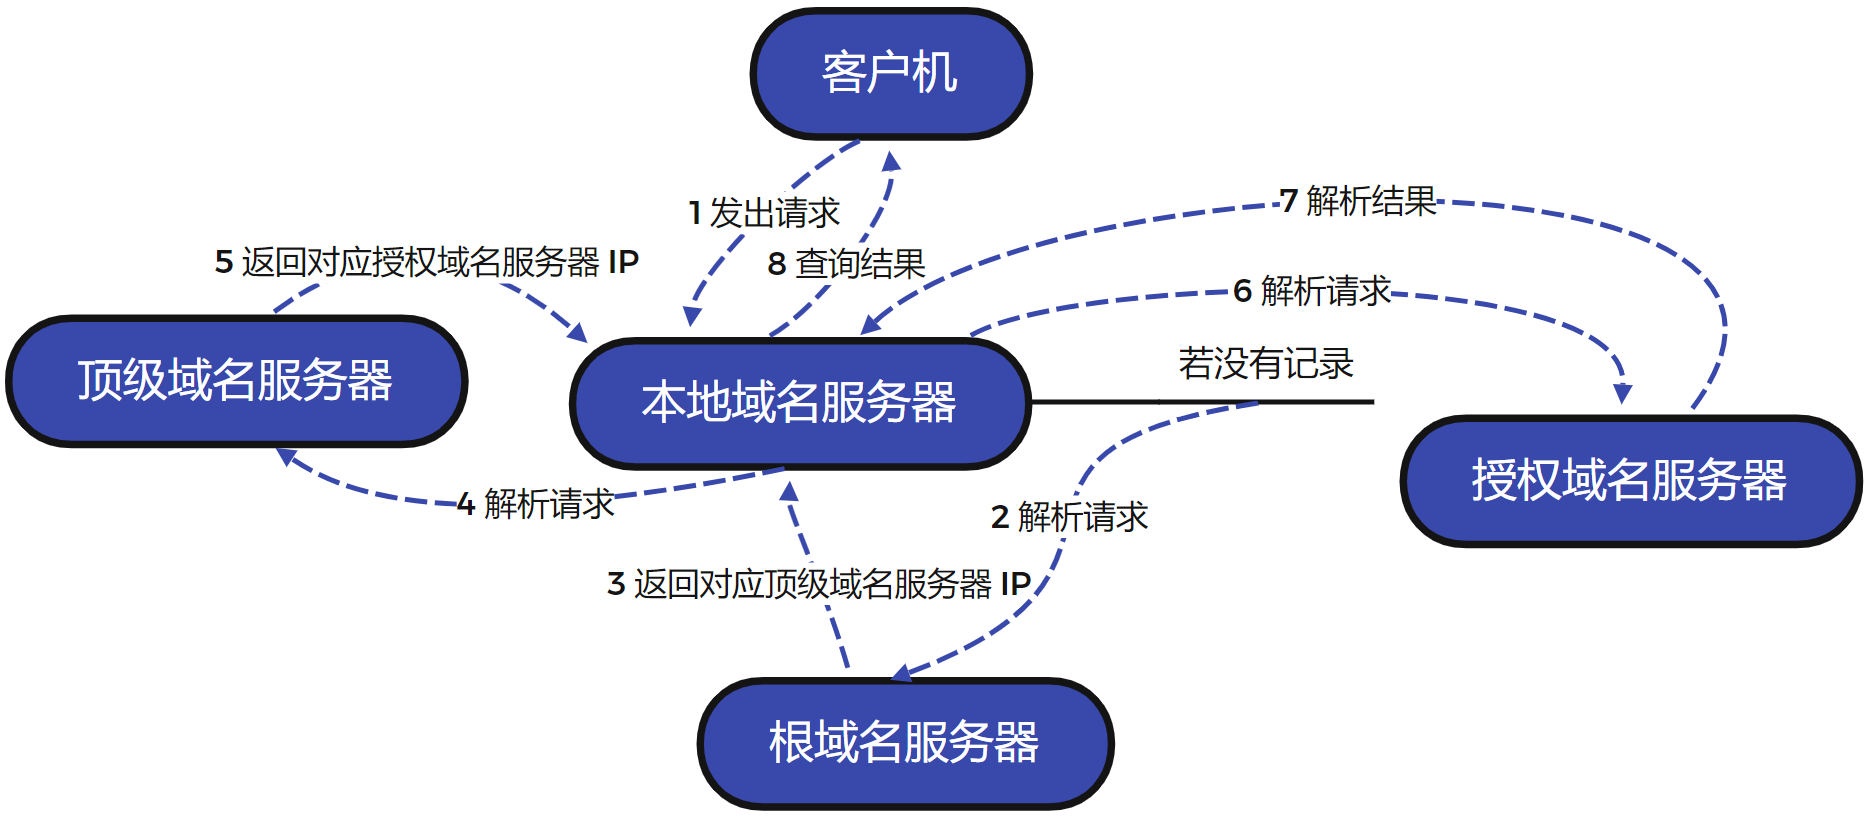 客户机
1 发出请求
7 解析结果
5 返回对应授权域名服务器 IP
8 查询结果
6 解析请求
若没有记录
顶级域名服务器
本地域名服务器
授权域名服务器
4 解析请求
2 解析请求
3 返回对应顶级域名服务器 IP
根域名服务器